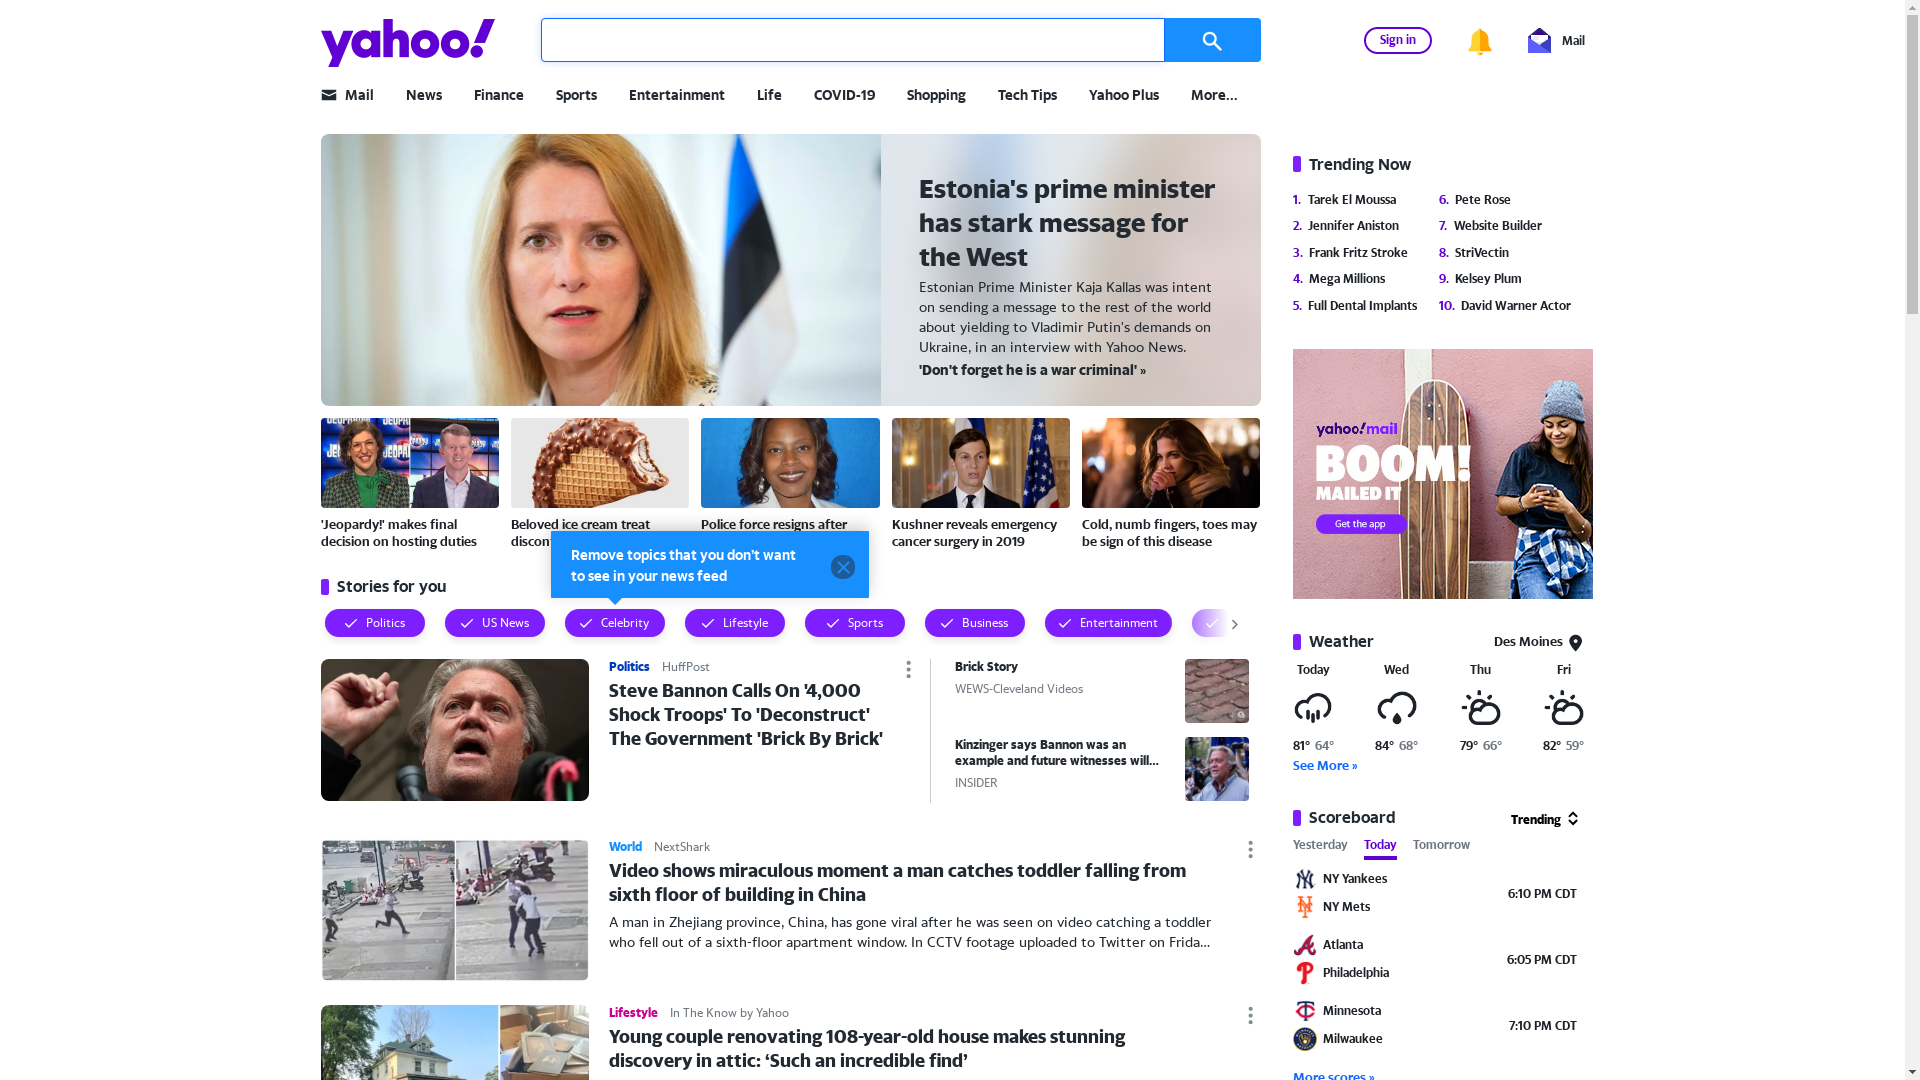 yahoo!
Sign in
Mail
Mail
News
Finance
Sports
Entertainment
Life
COVID-19
Shopping
Tech Tips
Yahoo Plus
More...
Estonia's prime minister
has stark message for
the West
Estonian Prime Minister Kaja Kallas was intent
on sending a message to the rest of the world
about yielding to Vladimir Putin's demands on
Ukraine, in an interview with Yahoo News.
'Don't forget he is a war criminal' »
'Jeopardy!' makes final
decision on hosting duties
Beloved ice cream treat
Police force resigns after
Kushner reveals emergency
cancer surgery in 2019
Cold, numb fingers, toes may
be sign of this disease
Remove topics that you don't want
to see in your news feed
Stories for you
Politics
US News
Celebrity
Lifestyle
Sports
Business
Entertainment
Politics HuffPost
Steve Bannon Calls On '4,000
Shock Troops' To 'Deconstruct'
The Government 'Brick By Brick'
Brick Story
WEWS-Cleveland Videos
Kinzinger says Bannon was an
example and future witnesses will...
INSIDER
World NextShark
Video shows miraculous moment a man catches toddler falling from
sixth floor of building in China
A man in Zhejiang province, China, has gone viral after he was seen on video catching a toddler
who fell out of a sixth-floor apartment window. In CCTV footage uploaded to Twitter on Frida...
Lifestyle In The Know by Yahoo
Young couple renovating 108-year-old house makes stunning
discovery in attic: ‘Such an incredible find’
Trending Now
1. Tarek El Moussa
2. Jennifer Aniston
3. Frank Fritz Stroke
4. Mega Millions
5. Full Dental Implants
6. Pete Rose
7. Website Builder
8. StriVectin
9. Kelsey Plum
10. David Warner Actor
yahoo!mail
BOOM!
MAILED IT
Get the app
Weather
Des Moines
Today
Wed
Thu
Fri
81° 64°
84° 68°
79° 66°
82° 59°
See More »
Scoreboard
Trending
Yesterday
Today
Tomorrow
NY Yankees
NY Mets
6:10 PM CDT
Atlanta
Philadelphia
6:05 PM CDT
Minnesota
Milwaukee
7:10 PM CDT
More scores »